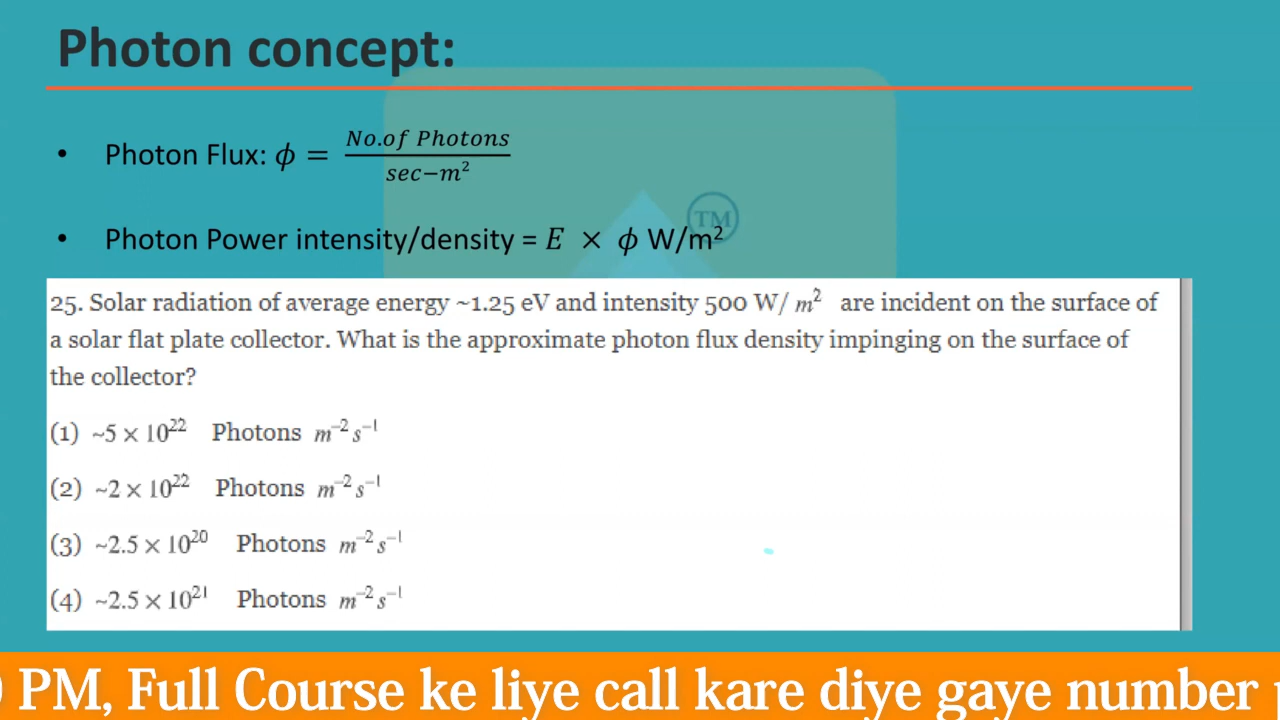 Photon concept:
• Photon Flux: ϕ = No.of Photons / sec−m²
TM
• Photon Power intensity/density = E × ϕ W/m²
25. Solar radiation of average energy ~1.25 eV and intensity 500 W/ m² are incident on the surface of
a solar flat plate collector. What is the approximate photon flux density impinging on the surface of
the collector?
(1) ~5 × 10²² Photons m⁻² s⁻¹
(2) ~2 × 10²² Photons m⁻² s⁻¹
(3) ~2.5 × 10²⁰ Photons m⁻² s⁻¹
(4) ~2.5 × 10²¹ Photons m⁻² s⁻¹
PM, Full Course ke liye call kare diye gaye number